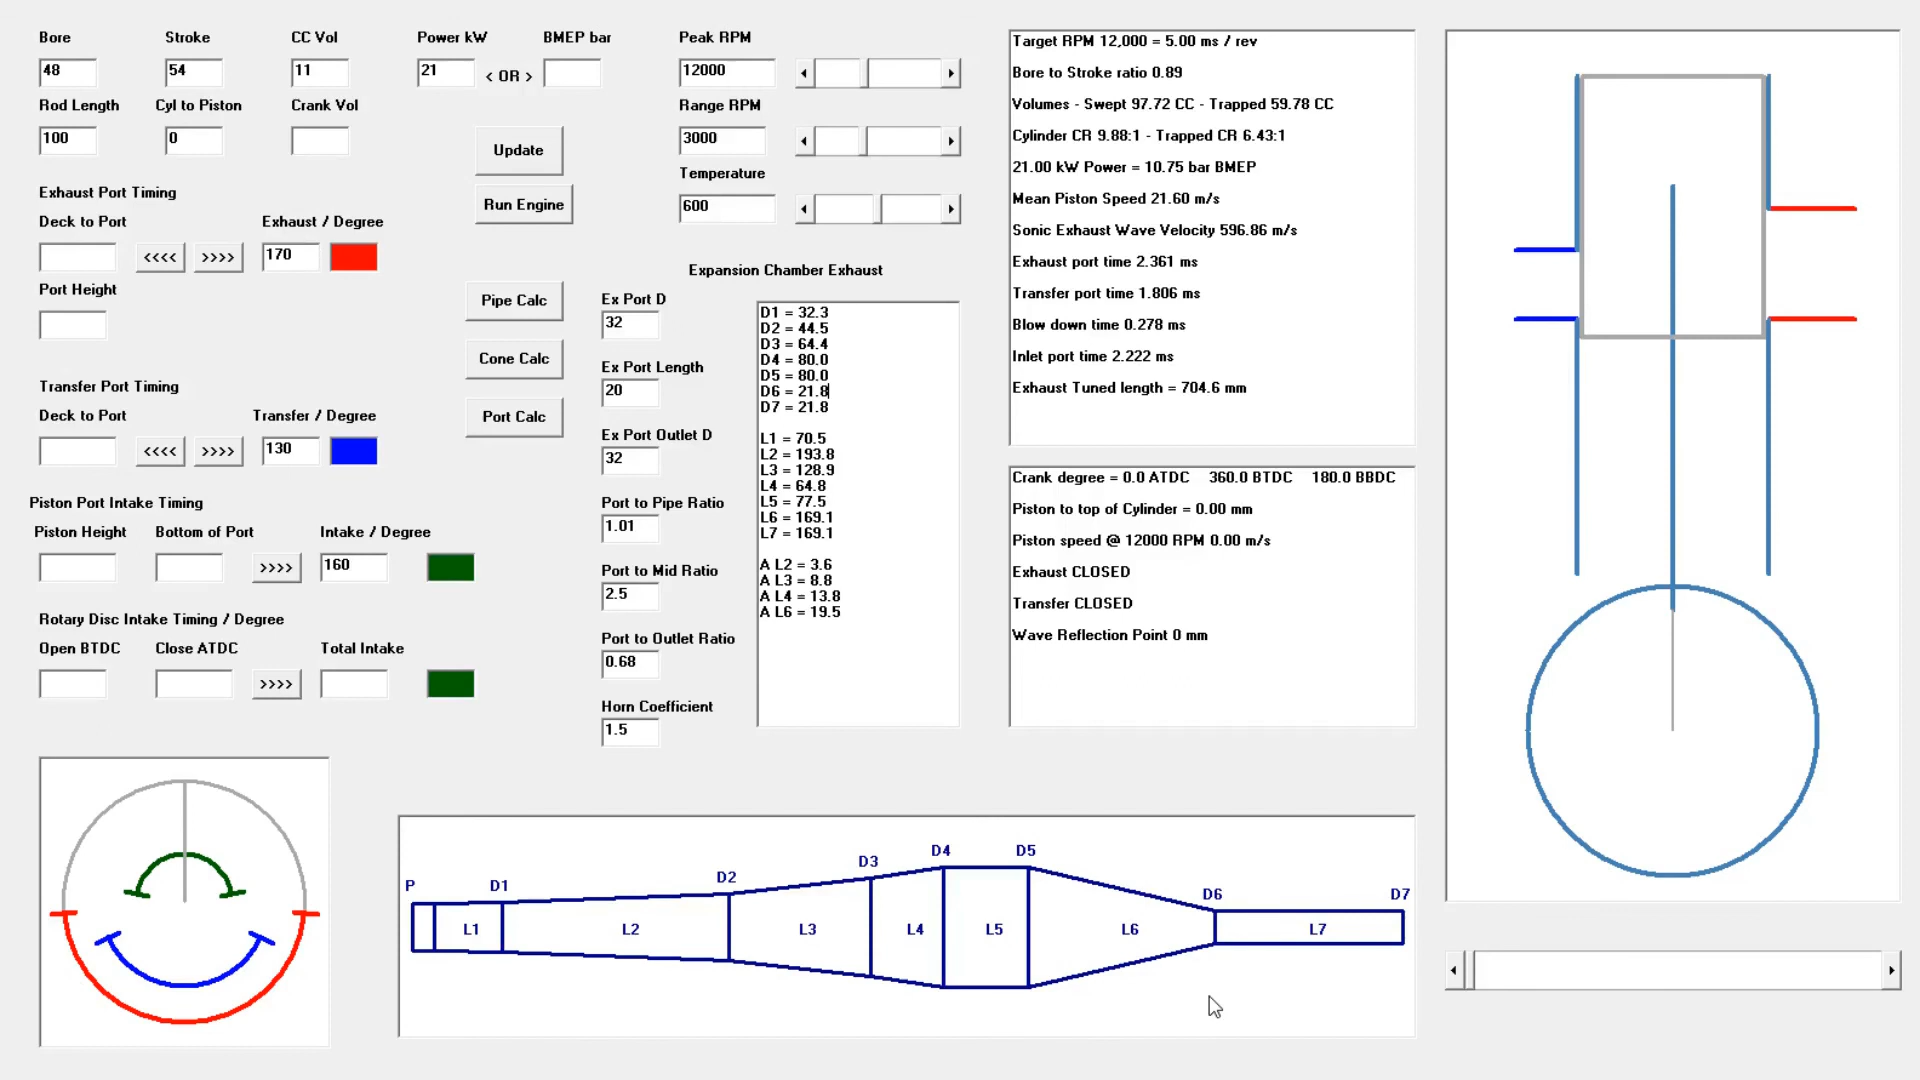 Bore Stroke CC Vol Power kW BMEP bar Peak RPM
48 54 11 21 < OR > 12000
Rod Length Cyl to Piston Crank Vol Range RPM
100 0 3000
Update
Temperature
600
Run Engine
Exhaust Port Timing
Deck to Port Exhaust / Degree
<<<< >>>> 170
Port Height
Transfer Port Timing
Deck to Port Transfer / Degree
<<<< >>>> 130
Piston Port Intake Timing
Piston Height Bottom of Port Intake / Degree
>>>> 160
Rotary Disc Intake Timing / Degree
Open BTDC Close ATDC Total Intake
>>>>
Pipe Calc
Cone Calc
Port Calc
Expansion Chamber Exhaust
Ex Port D
32
Ex Port Length
20
Ex Port Outlet D
32
Port to Pipe Ratio
1.01
Port to Mid Ratio
2.5
Port to Outlet Ratio
0.68
Horn Coefficient
1.5
D1 = 32.3
D2 = 44.5
D3 = 64.4
D4 = 80.0
D5 = 80.0
D6 = 21.8
D7 = 21.8
L1 = 70.5
L2 = 193.8
L3 = 128.9
L4 = 64.8
L5 = 77.5
L6 = 169.1
L7 = 169.1
A L2 = 3.6
A L3 = 8.8
A L4 = 13.8
A L6 = 19.5
Target RPM 12,000 = 5.00 ms / rev
Bore to Stroke ratio 0.89
Volumes - Swept 97.72 CC - Trapped 59.78 CC
Cylinder CR 9.88:1 - Trapped CR 6.43:1
21.00 kW Power = 10.75 bar BMEP
Mean Piston Speed 21.60 m/s
Sonic Exhaust Wave Velocity 596.86 m/s
Exhaust port time 2.361 ms
Transfer port time 1.806 ms
Blow down time 0.278 ms
Inlet port time 2.222 ms
Exhaust Tuned length = 704.6 mm
Crank degree = 0.0 ATDC 360.0 BTDC 180.0 BBDC
Piston to top of Cylinder = 0.00 mm
Piston speed @ 12000 RPM 0.00 m/s
Exhaust CLOSED
Transfer CLOSED
Wave Reflection Point 0 mm
P D1 D2 D3 D4 D5 D6 D7
L1 L2 L3 L4 L5 L6 L7